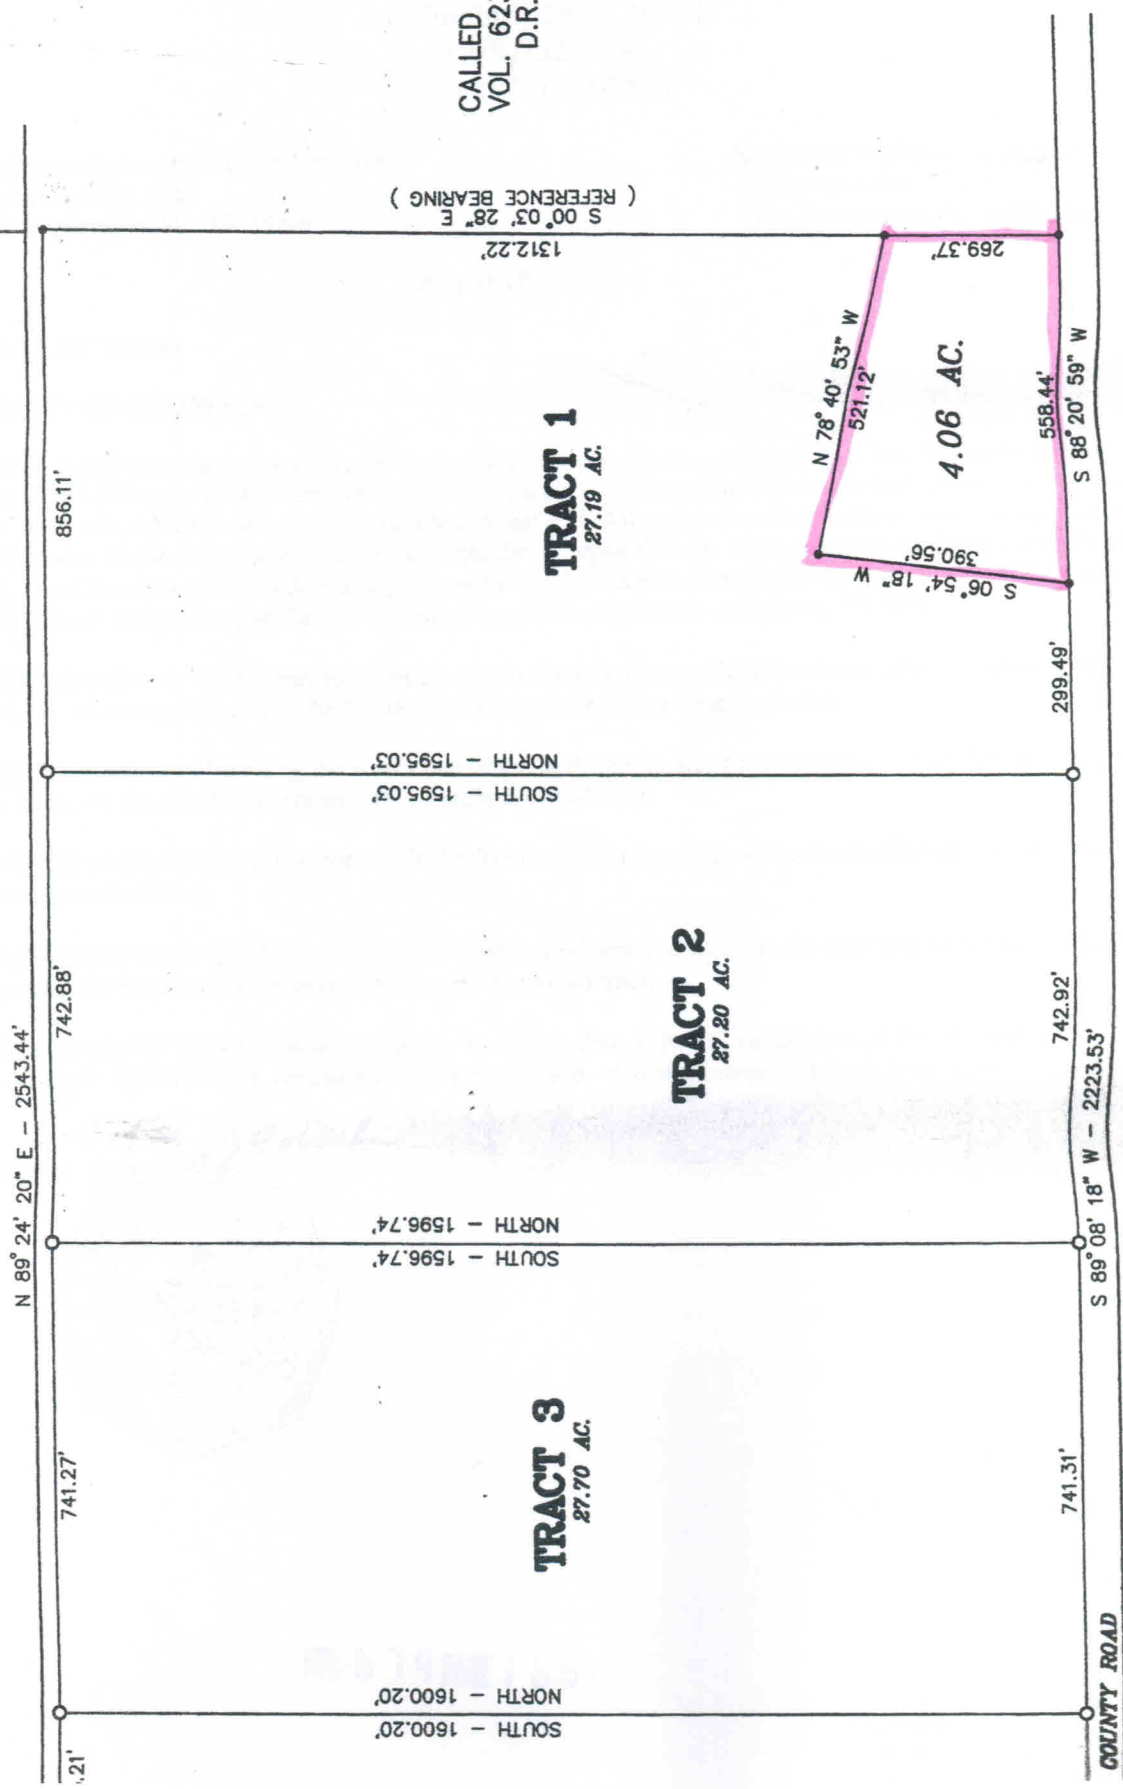 CALLED
VOL. 623
D.R.
N 89° 24' 20" E - 2543.44'
856.11'
742.88'
741.27'
.21'
1312.22'
S 00° 03' 28" E
( REFERENCE BEARING )
TRACT 1
27.19 AC.
N 78° 40' 53" W
521.12'
269.37'
4.06 AC.
558.44'
S 88° 20' 59" W
390.56'
S 06° 54' 18" W
299.49'
NORTH - 1595.03'
SOUTH - 1595.03'
TRACT 2
27.20 AC.
742.92'
S 89° 08' 18" W 2223.53'
NORTH - 1596.74'
SOUTH - 1596.74'
TRACT 3
27.70 AC.
741.31'
NORTH - 1600.20'
SOUTH - 1600.20'
COUNTY ROAD